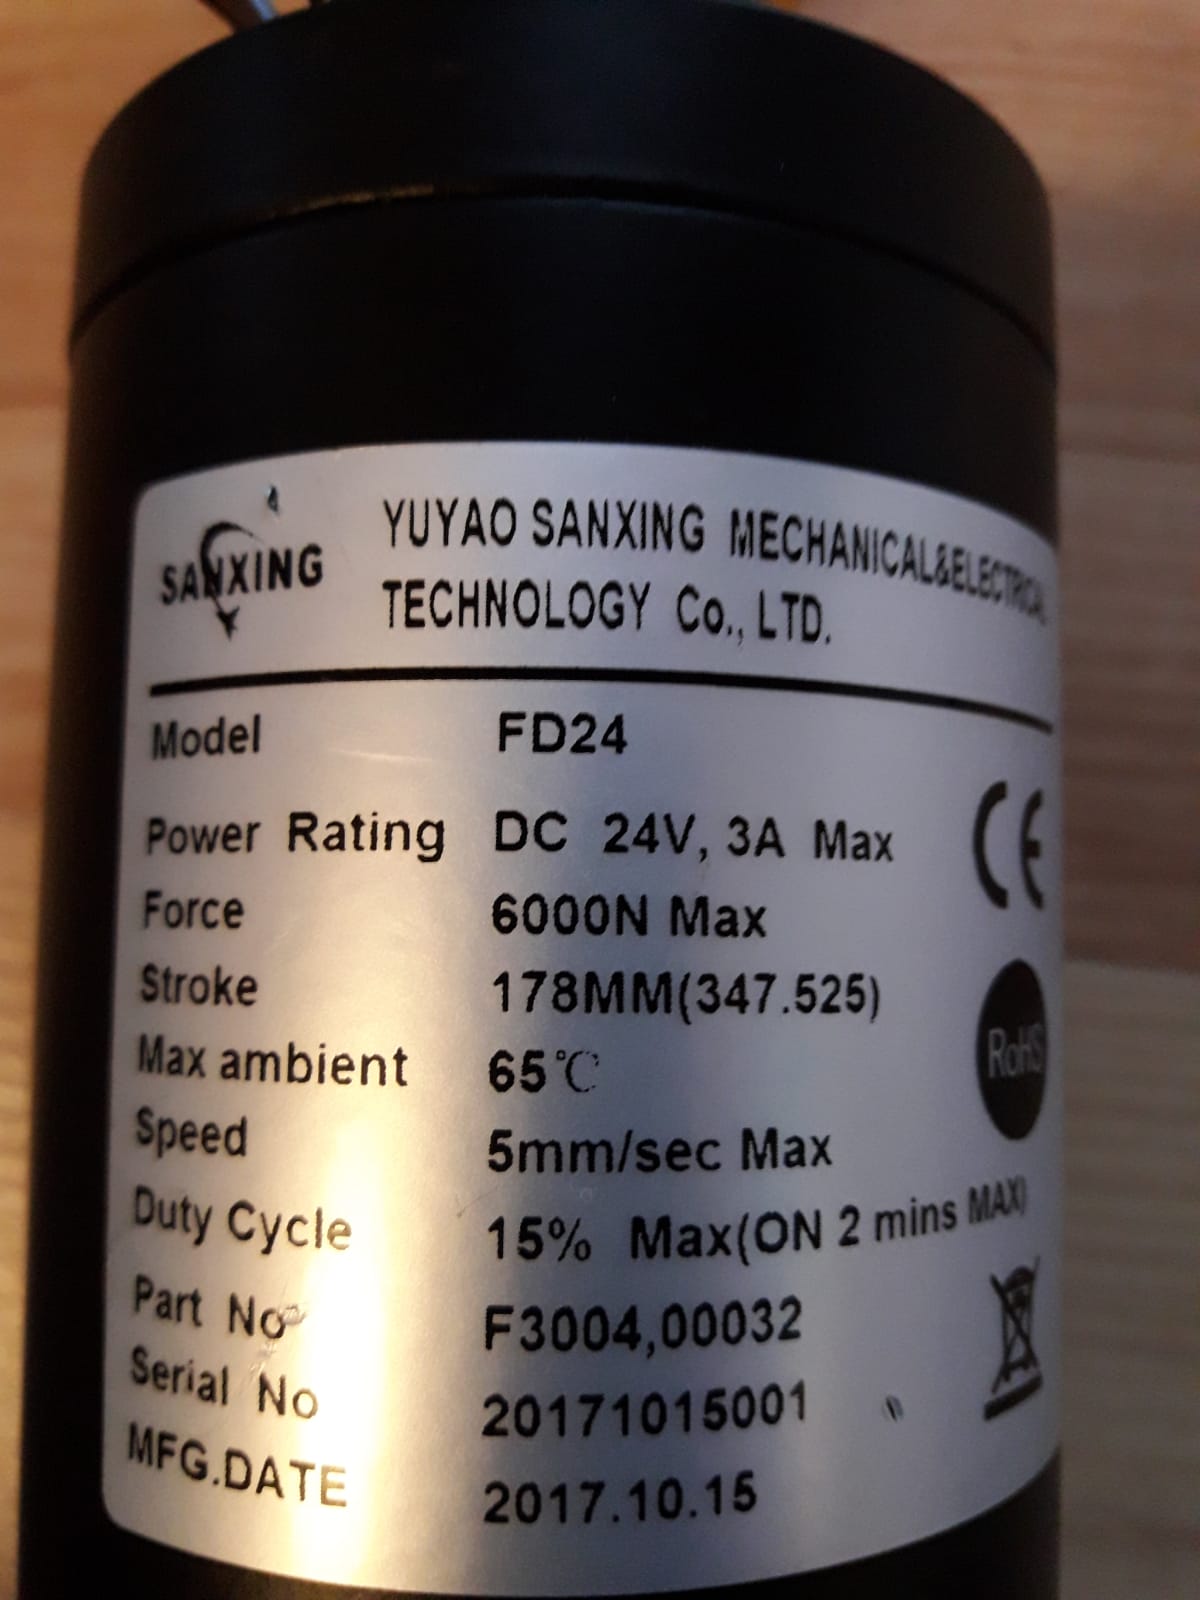 SANXING
YUYAO SANXING MECHANICAL&ELECTRICAL
TECHNOLOGY Co., LTD.
Model FD24
Power Rating DC 24V, 3A Max
Force 6000N Max
Stroke 178MM(347.525)
Max ambient 65℃
Speed 5mm/sec Max
Duty Cycle 15% Max(ON 2 mins MAX)
Part No F3004,00032
Serial No 20171015001
MFG.DATE 2017.10.15
CE
RoHS